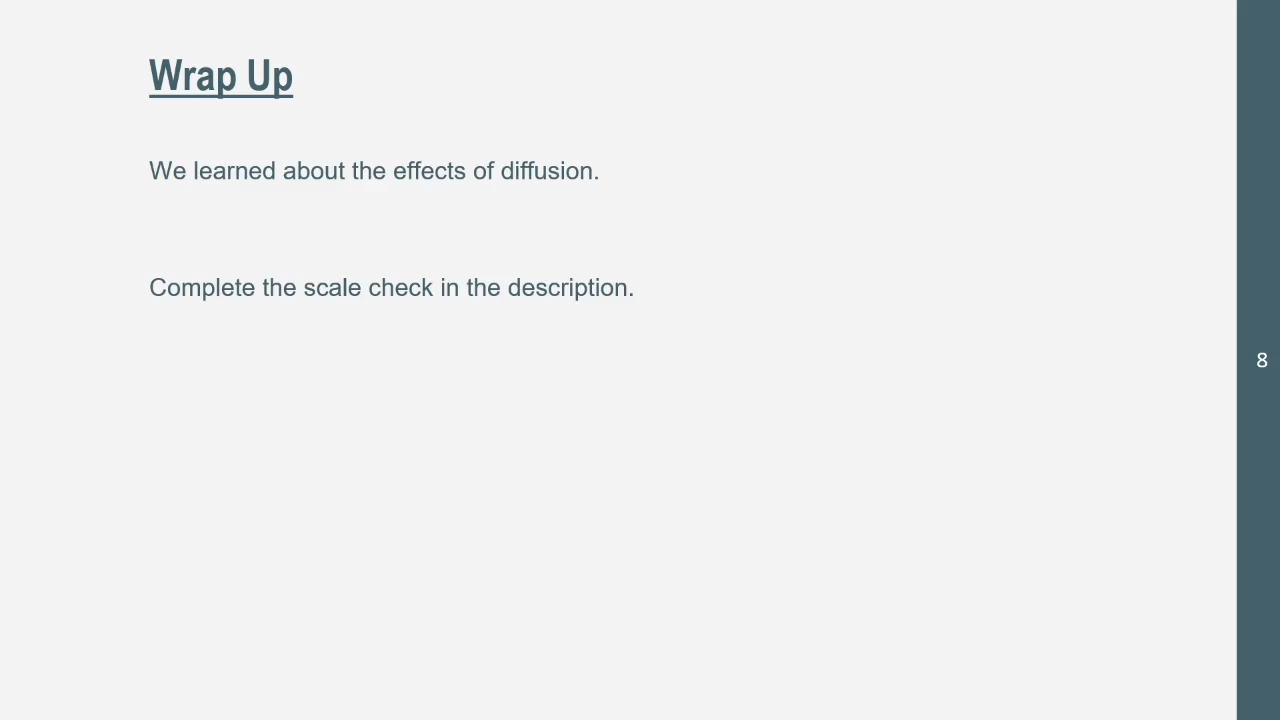 Wrap Up
We learned about the effects of diffusion.
Complete the scale check in the description.
8